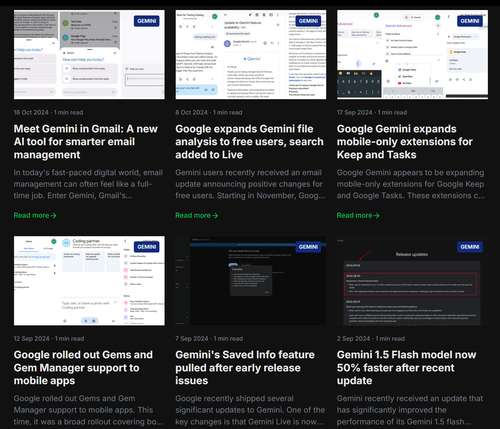 GEMINI
GEMINI
GEMINI
18 Oct 2024 · 1 min read
Meet Gemini in Gmail: A new
AI tool for smarter email
management
In today's fast-paced digital world, email
management can often feel like a full-
time job. Enter Gemini, Gmail's...
Read more →
8 Oct 2024 · 1 min read
Google expands Gemini file
analysis to free users, search
added to Live
Gemini users recently received an email
update announcing positive changes for
free users. Starting in November, Goog...
Read more →
17 Sep 2024 · 1 min read
Google Gemini expands
mobile-only extensions for
Keep and Tasks
Google Gemini appears to be expanding
mobile-only extensions for Google Keep
and Google Tasks. These extensions c...
Read more →
Coding partner
GEMINI
GEMINI
Release updates
GEMINI
12 Sep 2024 · 1 min read
Google rolled out Gems and
Gem Manager support to
mobile apps
Google rolled out Gems and Gem
Manager support to mobile apps. This
time, it was a broad rollout covering bo...
7 Sep 2024 · 1 min read
Gemini's Saved Info feature
pulled after early release
issues
Google recently shipped several
significant updates to Gemini. One of the
key changes is that Gemini Live is now...
2 Sep 2024 · 1 min read
Gemini 1.5 Flash model now
50% faster after recent
update
Gemini recently received an update that
has significantly improved the
performance of its Gemini 1.5 flash...